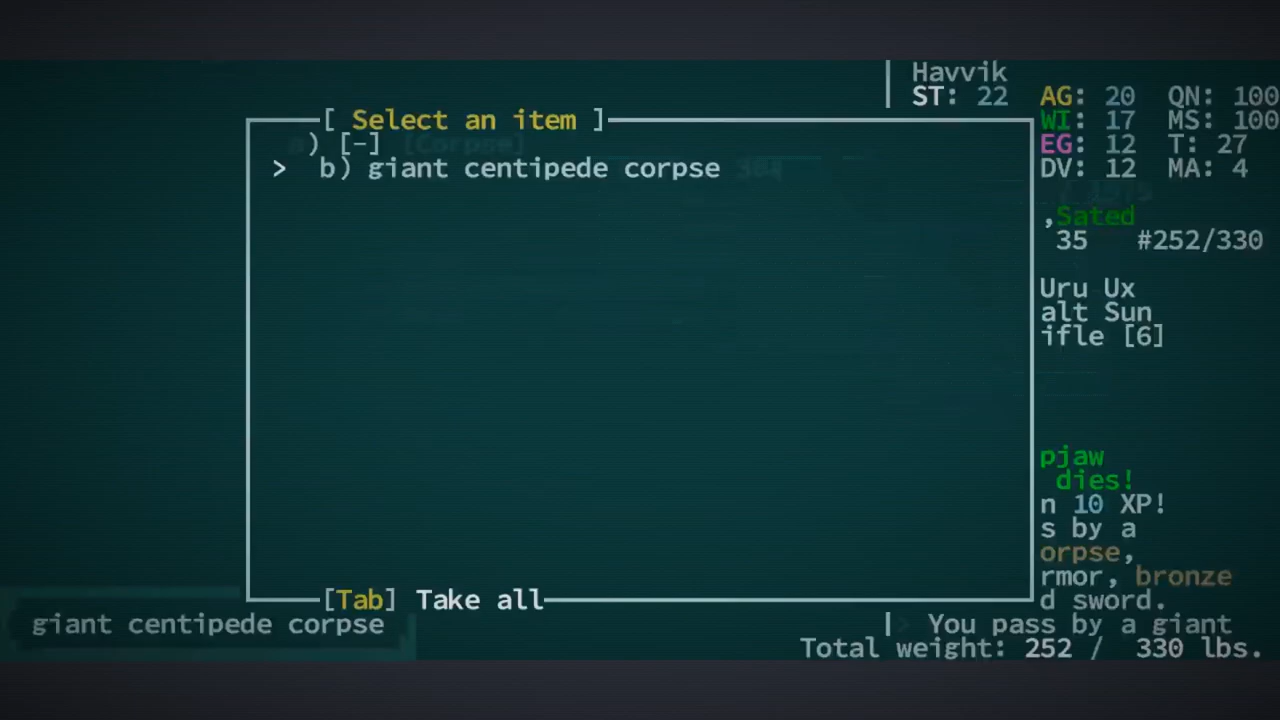 Havvik
ST: 22 AG: 20 QN: 100
[ Select an item ]
WI: 17 MS: 100
) [-] [Corpse]
EG: 12 T: 27
> b) giant centipede corpse
DV: 12 MA: 4
,Sated
35 #252/330
Uru Ux
alt Sun
ifle [6]
pjaw
dies!
n 10 XP!
s by a
orpse,
rmor, bronze
[Tab] Take all
d sword.
giant centipede corpse
You pass by a giant
Total weight: 252 / 330 lbs.